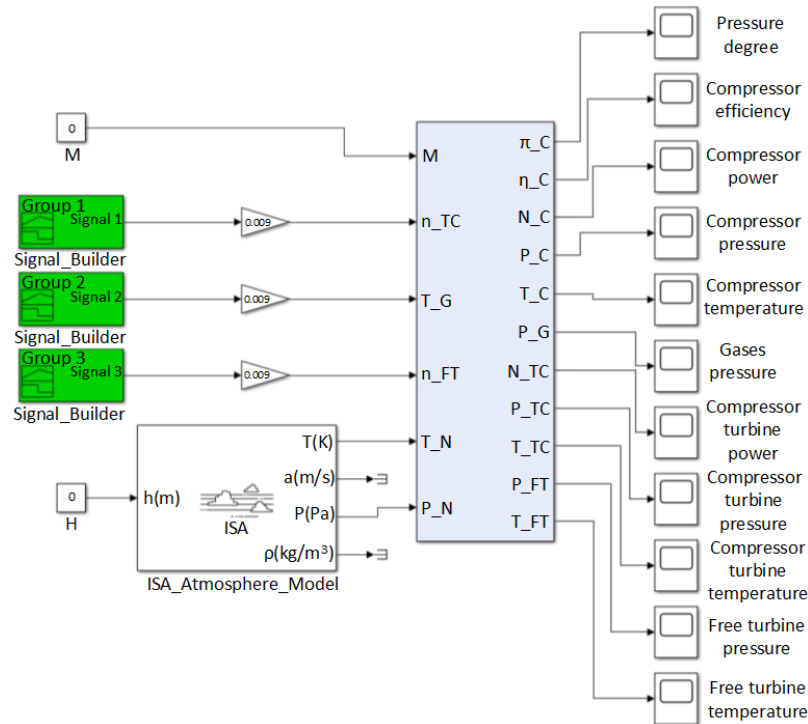 Pressure
degree
Compressor
efficiency
0
M
Compressor
power
Group 1
Signal 1
Signal_Builder
0.009
Compressor
pressure
Group 2
Signal 2
Signal_Builder
0.009
Compressor
temperature
Group 3
Signal 3
Signal_Builder
0.009
Gases
pressure
M
n_TC
T_G
n_FT
T_N
P_N
π_C
η_C
N_C
P_C
T_C
P_G
N_TC
P_TC
T_TC
P_FT
T_FT
Compressor
turbine
power
0
H
h(m)
ISA
T(K)
a(m/s)
P(Pa)
ρ(kg/m³)
ISA_Atmosphere_Model
Compressor
turbine
pressure
Compressor
turbine
temperature
Free turbine
pressure
Free turbine
temperature